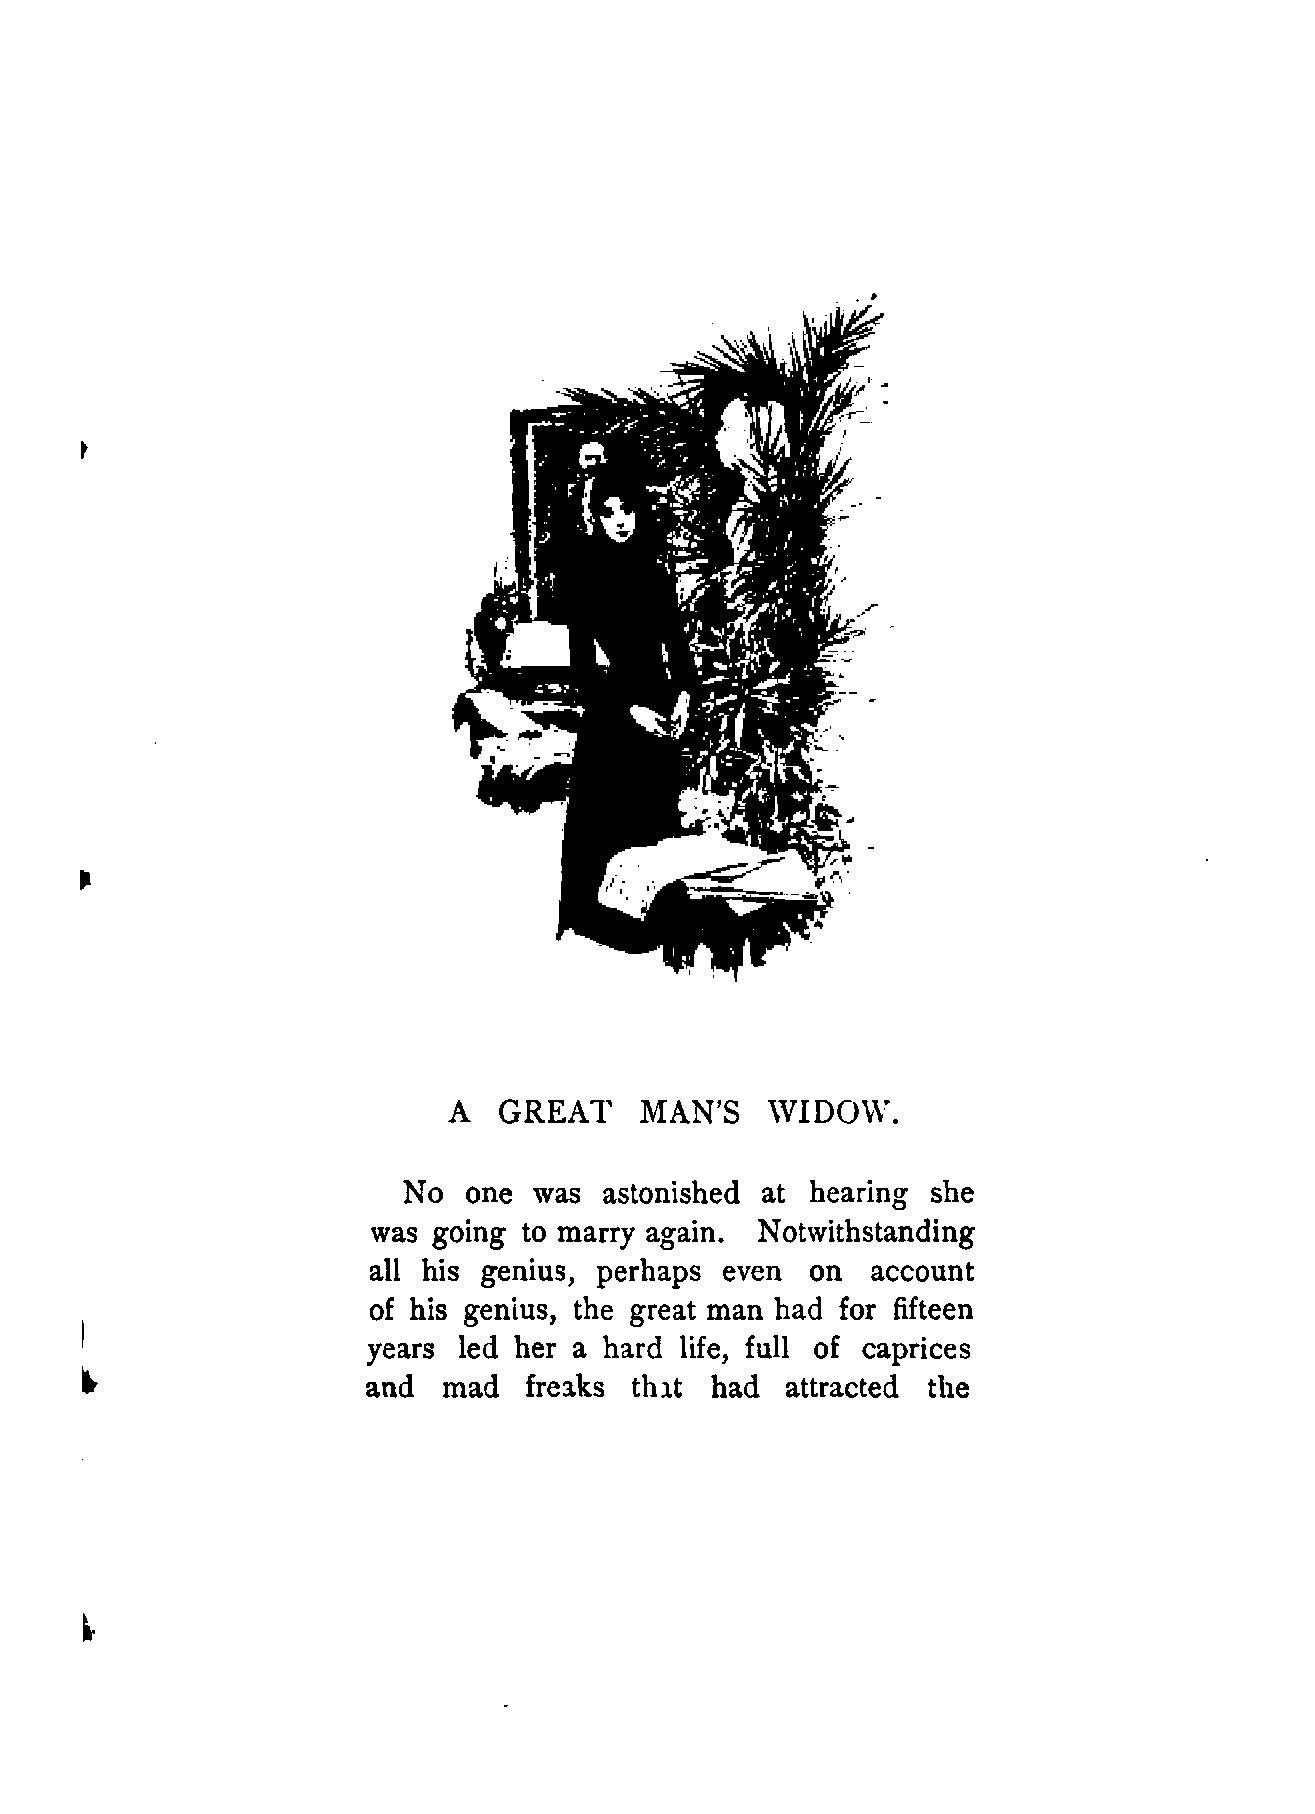 A GREAT MAN'S WIDOW.
No one was astonished at hearing she
was going to marry again. Notwithstanding
all his genius, perhaps even on account
of his genius, the great man had for fifteen
years led her a hard life, full of caprices
and mad freaks that had attracted the